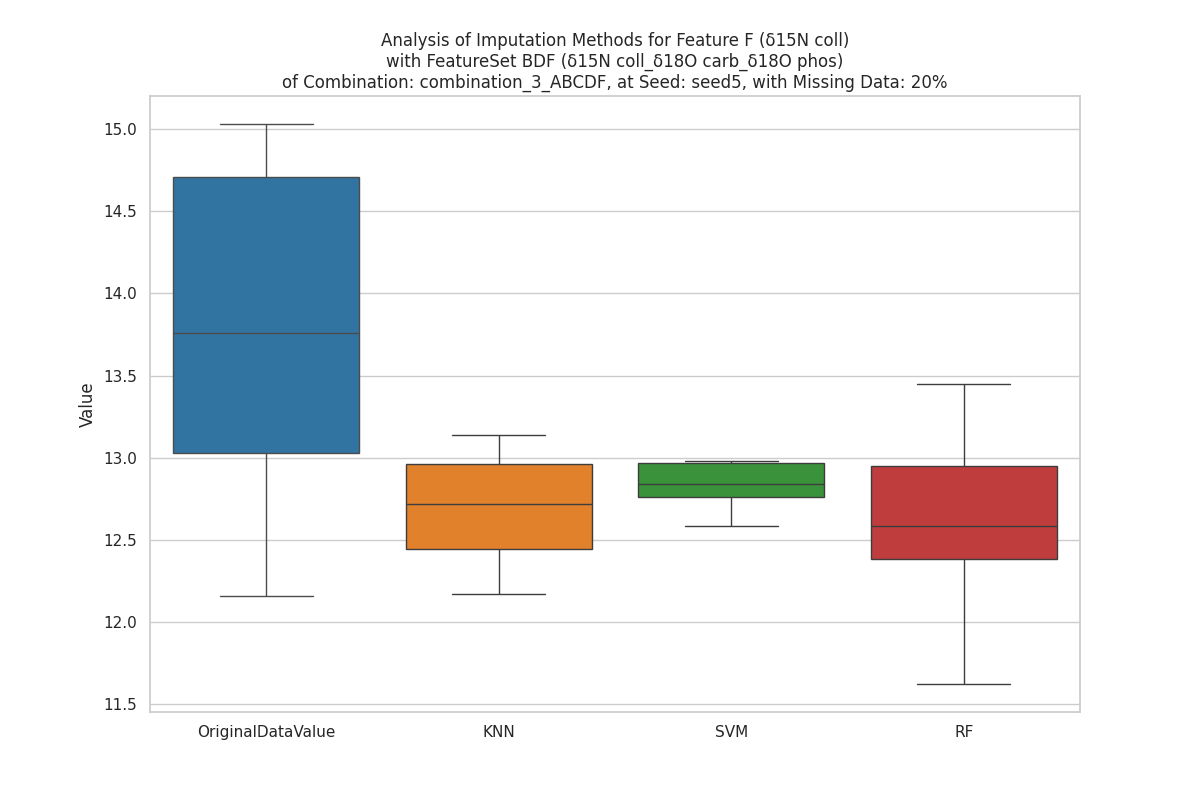 Analysis of Imputation Methods for Feature F (δ15N coll)
with FeatureSet BDF (δ15N coll_δ18O carb_δ18O phos)
of Combination: combination_3_ABCDF, at Seed: seed5, with Missing Data: 20%
15.0
14.5
14.0
13.5
13.0
12.5
12.0
11.5
Value
OriginalDataValue
KNN
SVM
RF